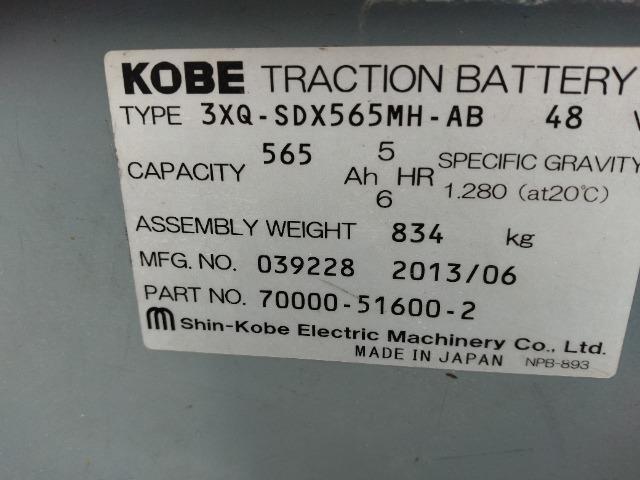 KOBE TRACTION BATTERY
TYPE 3XQ-SDX565MH-AB 48 V
CAPACITY 565 Ah 5 HR SPECIFIC GRAVITY
6 1.280 (at20℃)
ASSEMBLY WEIGHT 834 kg
MFG. NO. 039228 2013/06
PART NO. 70000-51600-2
Shin-Kobe Electric Machinery Co., Ltd.
MADE IN JAPAN NPB-893